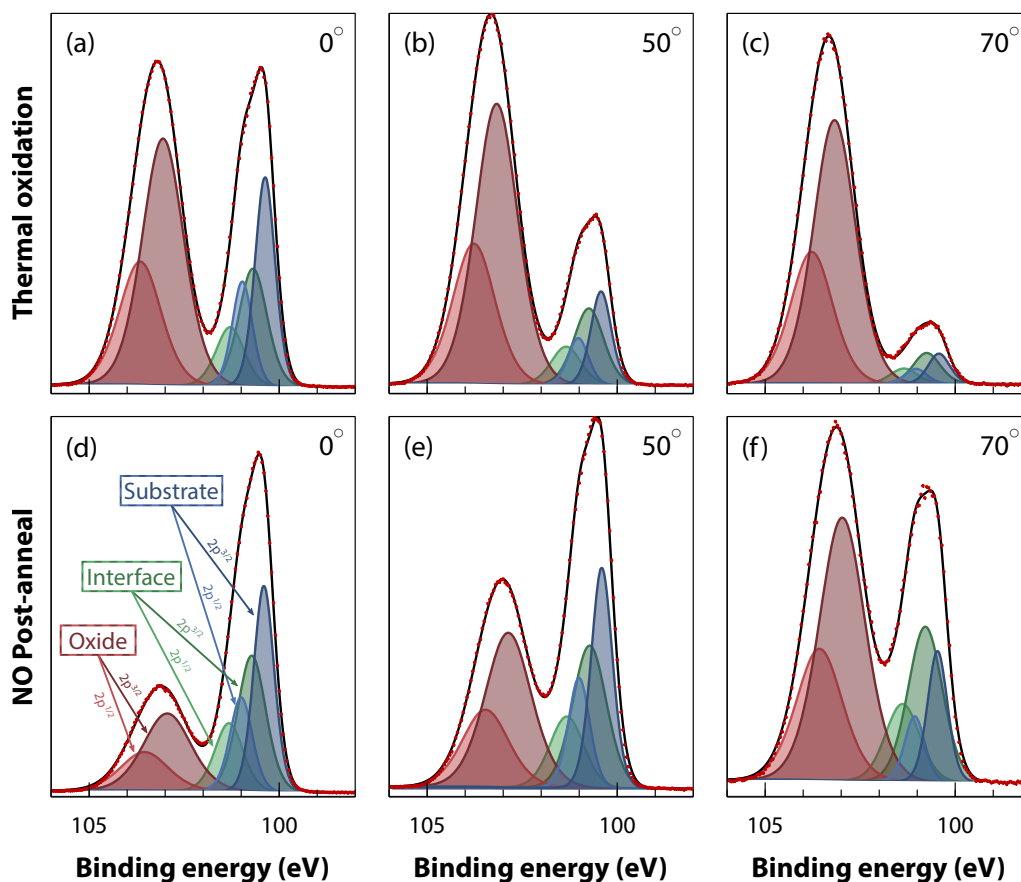 (a) 0°
(b) 50°
(c) 70°
Thermal oxidation
(d) 0°
(e) 50°
(f) 70°
NO Post-anneal
Substrate
2p3/2
2p1/2
Interface
2p3/2
2p1/2
Oxide
2p3/2
2p1/2
105 100
105 100
105 100
Binding energy (eV)
Binding energy (eV)
Binding energy (eV)